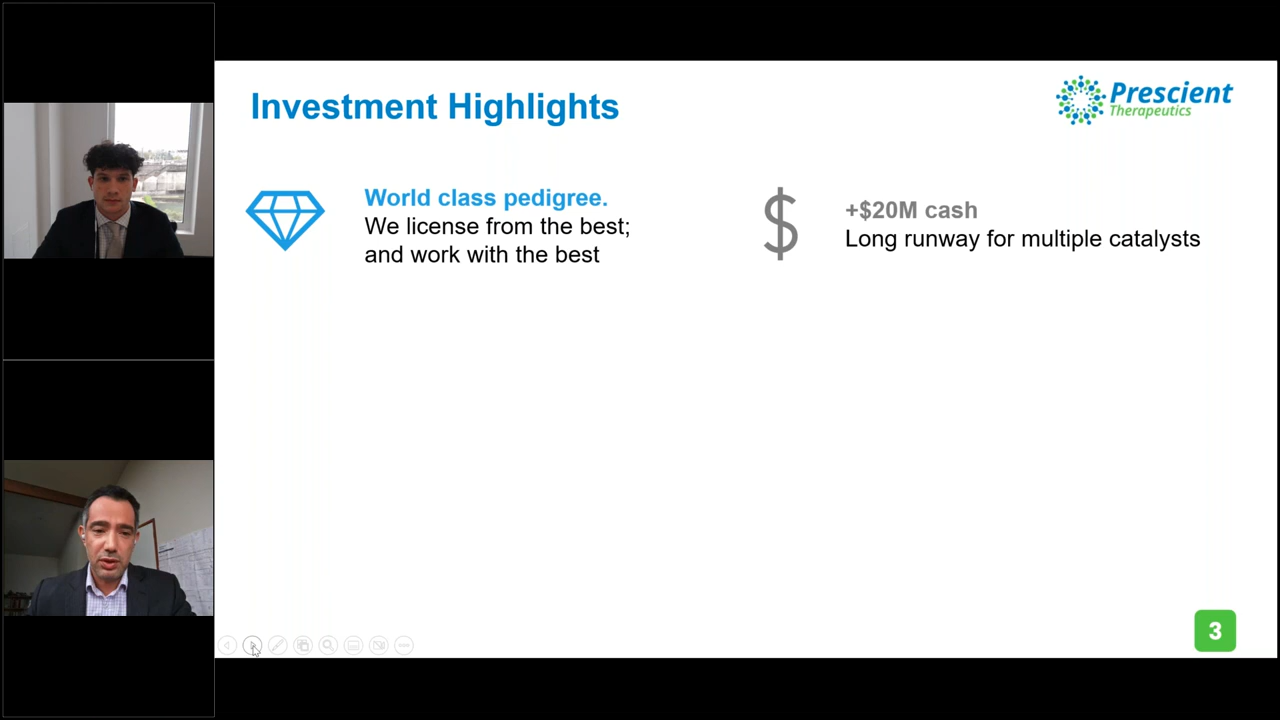 Investment Highlights
Prescient
Therapeutics
World class pedigree.
We license from the best;
and work with the best
+$20M cash
Long runway for multiple catalysts
3